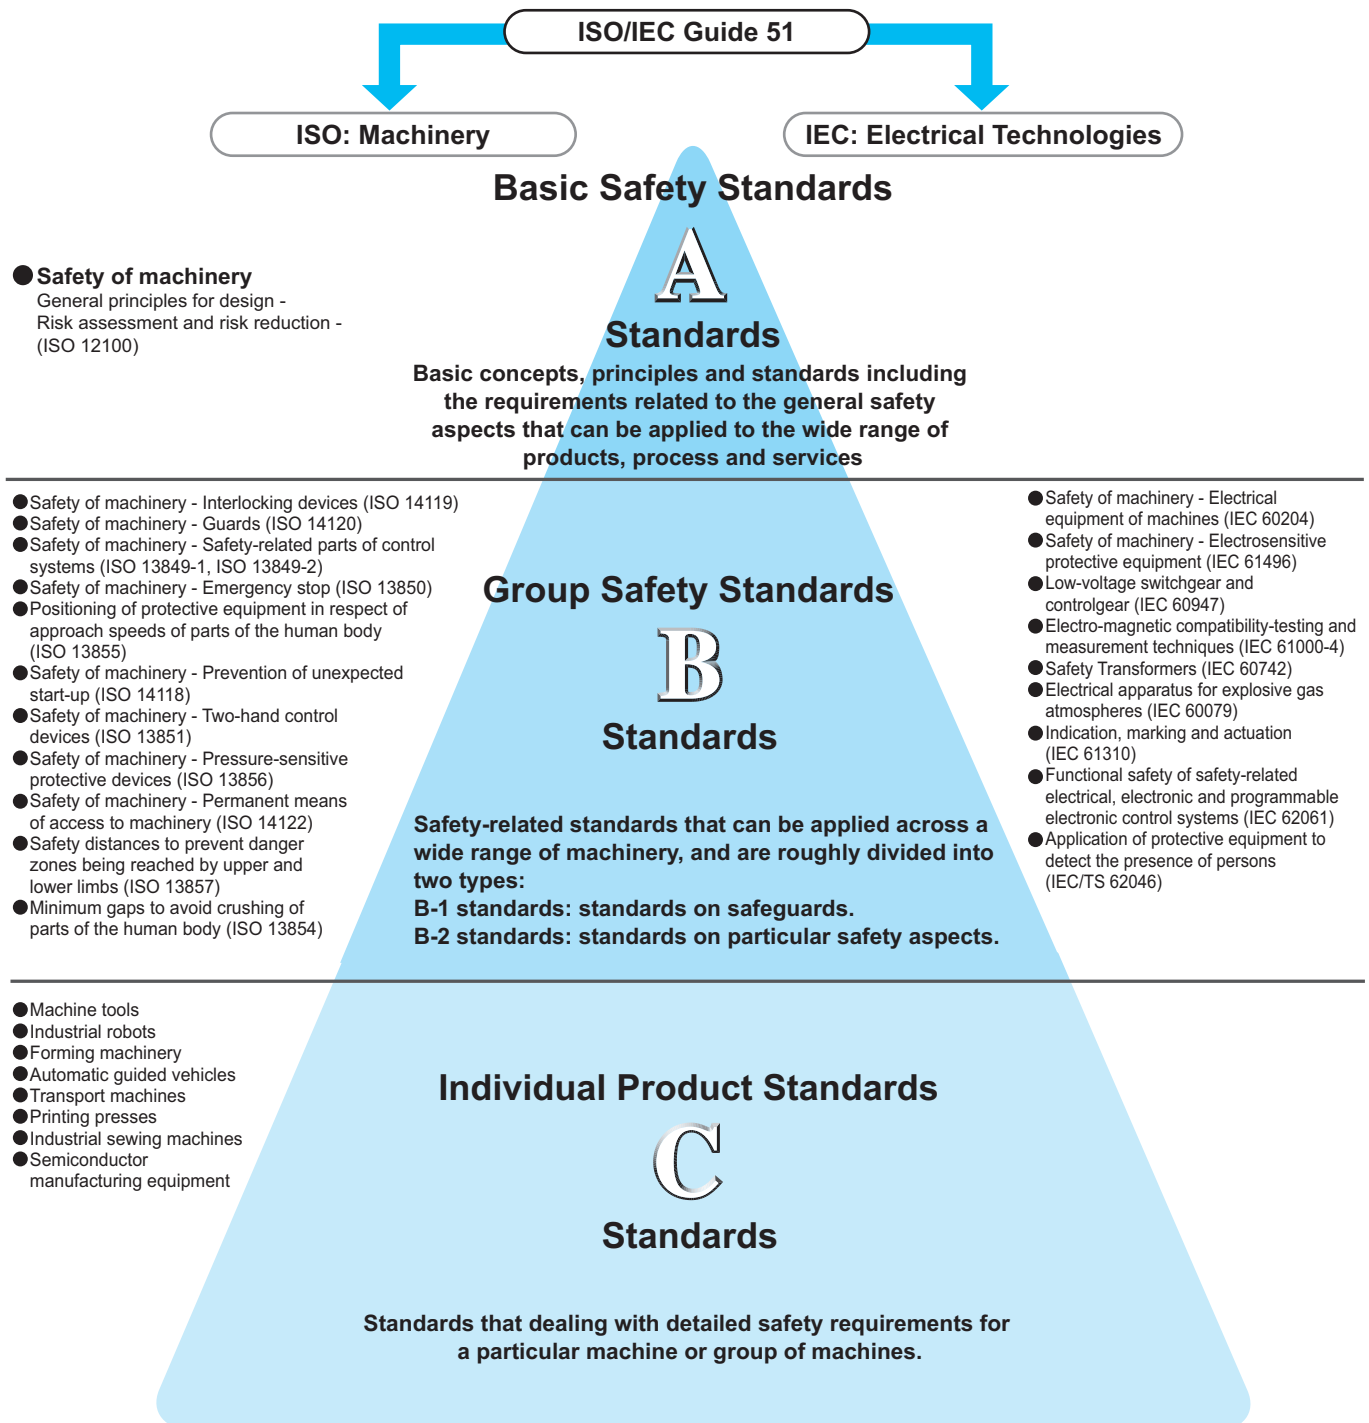 ISO/IEC Guide 51
ISO: Machinery
IEC: Electrical Technologies
Basic Safety Standards
A
Standards
Basic concepts, principles and standards including
the requirements related to the general safety
aspects that can be applied to the wide range of
products, process and services
●Safety of machinery
General principles for design -
Risk assessment and risk reduction -
(ISO 12100)
●Safety of machinery - Interlocking devices (ISO 14119)
●Safety of machinery - Guards (ISO 14120)
●Safety of machinery - Safety-related parts of control
systems (ISO 13849-1, ISO 13849-2)
●Safety of machinery - Emergency stop (ISO 13850)
●Positioning of protective equipment in respect of
approach speeds of parts of the human body
(ISO 13855)
●Safety of machinery - Prevention of unexpected
start-up (ISO 14118)
●Safety of machinery - Two-hand control
devices (ISO 13851)
●Safety of machinery - Pressure-sensitive
protective devices (ISO 13856)
●Safety of machinery - Permanent means
of access to machinery (ISO 14122)
●Safety distances to prevent danger
zones being reached by upper and
lower limbs (ISO 13857)
●Minimum gaps to avoid crushing of
parts of the human body (ISO 13854)
Group Safety Standards
B
Standards
Safety-related standards that can be applied across a
wide range of machinery, and are roughly divided into
two types:
B-1 standards: standards on safeguards.
B-2 standards: standards on particular safety aspects.
●Safety of machinery - Electrical
equipment of machines (IEC 60204)
●Safety of machinery - Electrosensitive
protective equipment (IEC 61496)
●Low-voltage switchgear and
controlgear (IEC 60947)
●Electro-magnetic compatibility-testing and
measurement techniques (IEC 61000-4)
●Safety Transformers (IEC 60742)
●Electrical apparatus for explosive gas
atmospheres (IEC 60079)
●Indication, marking and actuation
(IEC 61310)
●Functional safety of safety-related
electrical, electronic and programmable
electronic control systems (IEC 62061)
●Application of protective equipment to
detect the presence of persons
(IEC/TS 62046)
●Machine tools
●Industrial robots
●Forming machinery
●Automatic guided vehicles
●Transport machines
●Printing presses
●Industrial sewing machines
●Semiconductor
manufacturing equipment
Individual Product Standards
C
Standards
Standards that dealing with detailed safety requirements for
a particular machine or group of machines.